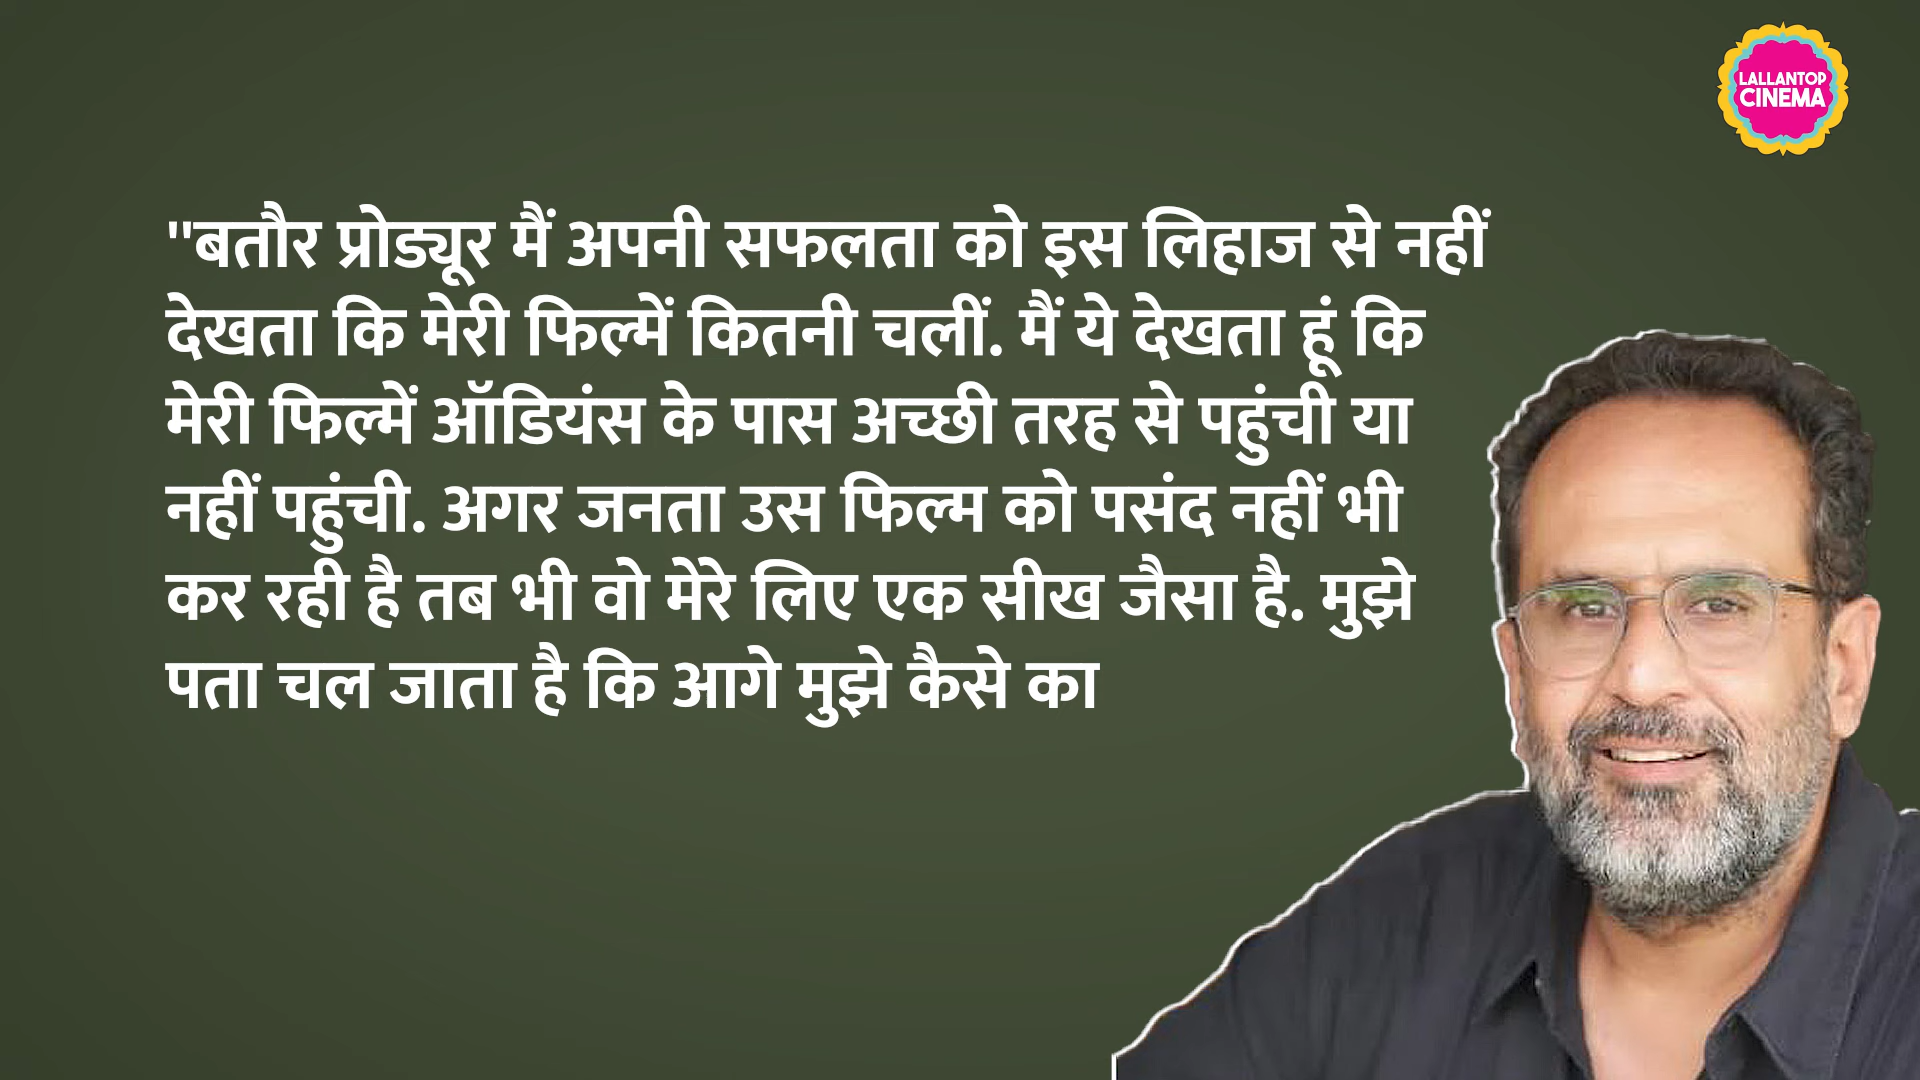 LALLANTOP
CINEMA
"बतौर प्रोड्यूर मैं अपनी सफलता को इस लिहाज से नहीं
देखता कि मेरी फिल्में कितनी चलीं. मैं ये देखता हूं कि
मेरी फिल्में ऑडियंस के पास अच्छी तरह से पहुंची या
नहीं पहुंची. अगर जनता उस फिल्म को पसंद नहीं भी
कर रही है तब भी वो मेरे लिए एक सीख जैसा है. मुझे
पता चल जाता है कि आगे मुझे कैसे का